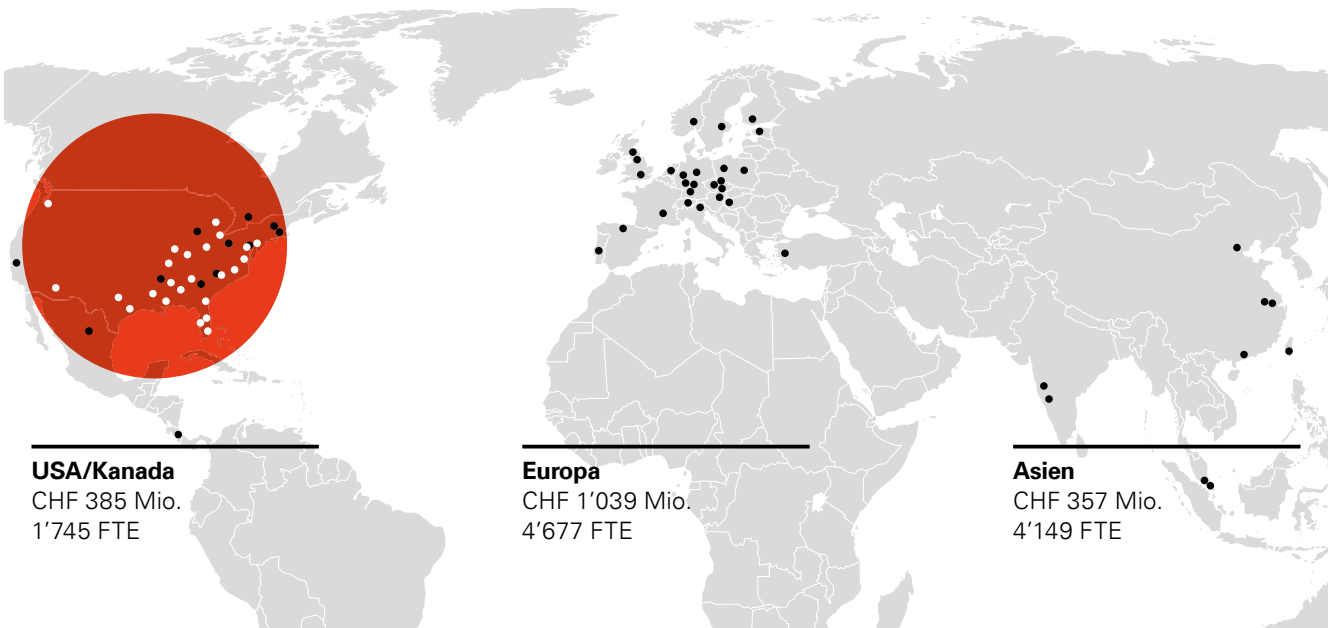 USA/Kanada
CHF 385 Mio.
1’745 FTE
Europa
CHF 1’039 Mio.
4’677 FTE
Asien
CHF 357 Mio.
4’149 FTE